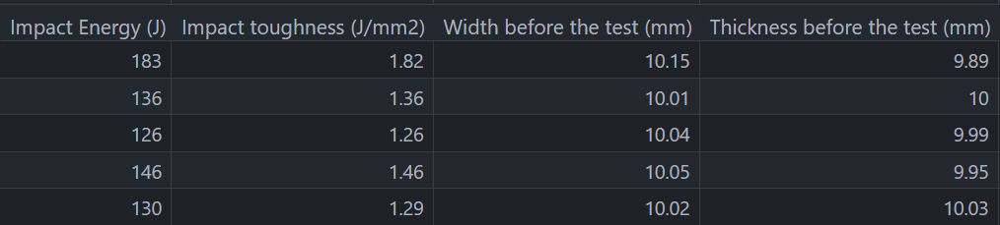 Impact Energy (J) Impact toughness (J/mm2) Width before the test (mm) Thickness before the test (mm)
183 1.82 10.15 9.89
136 1.36 10.01 10
126 1.26 10.04 9.99
146 1.46 10.05 9.95
130 1.29 10.02 10.03